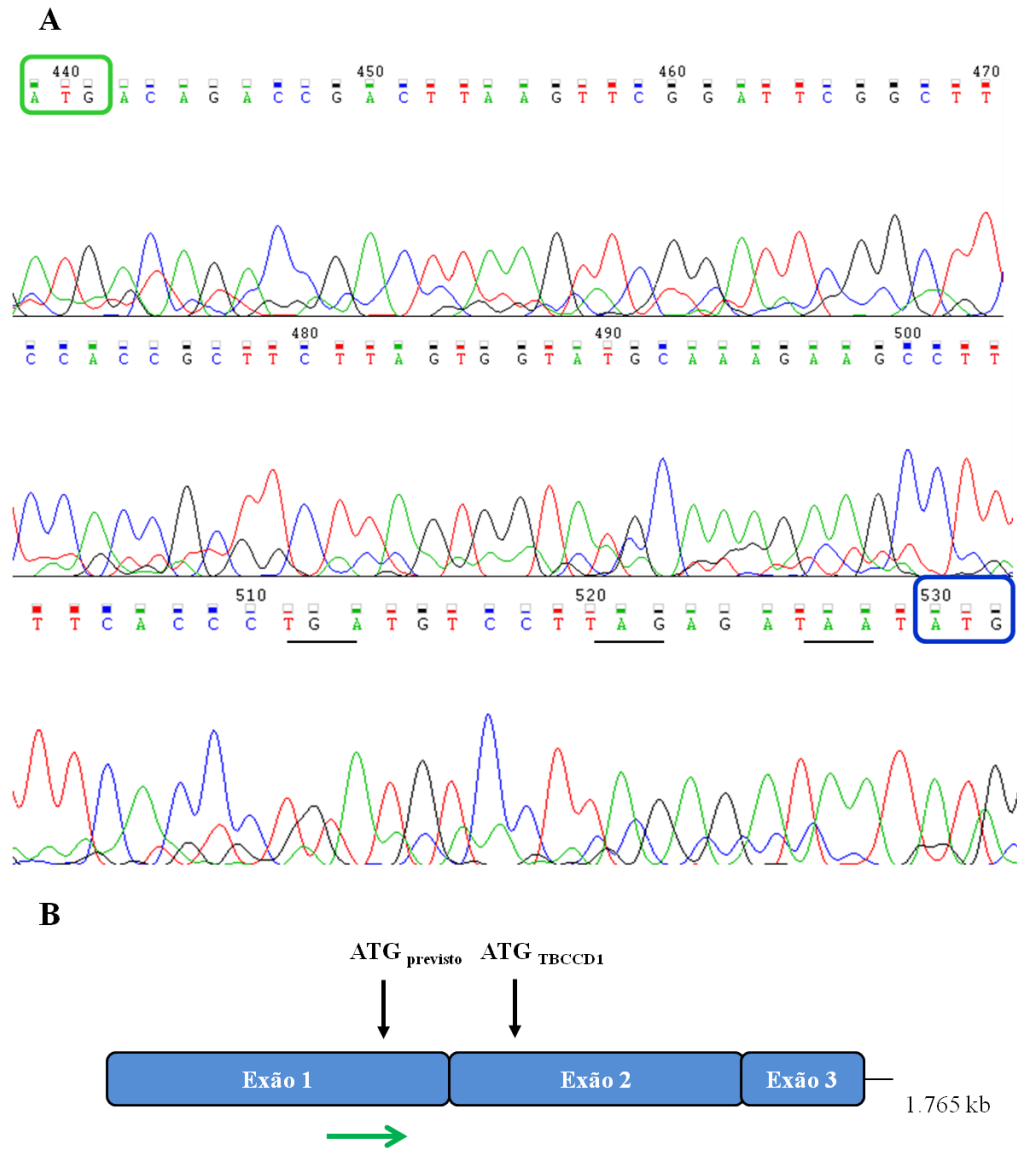 A
440 450 460 470
A T G A C A G A C C G A C T T A A G T T C G G A T T C G G C T T
480 490 500
C C A C C G C T T C T T A G T G G T A T G C A A A G A A G C C T T
510 520 530
T T C A C C C T G A T G T C C T T A G A G A T A A T A T G
B
ATG previsto ATG TBCCD1
Exão 1 Exão 2 Exão 3
1.765 kb